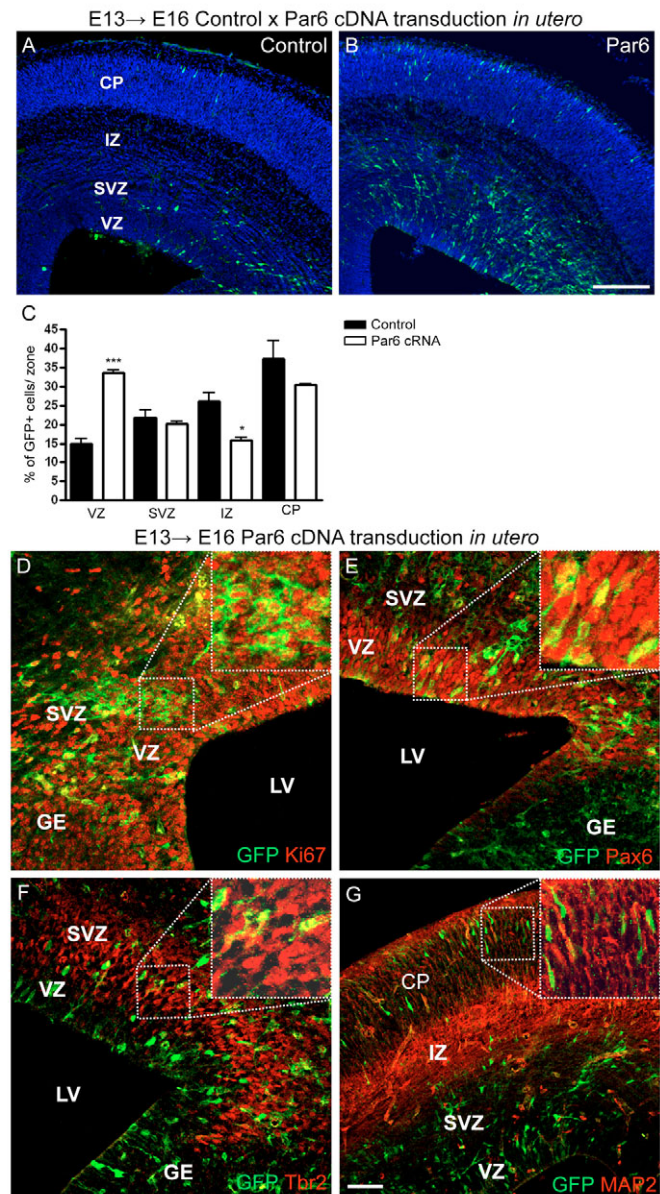 E13→ E16 Control x Par6 cDNA transduction in utero
A
Control
CP
IZ
SVZ
VZ
B
Par6
C
Control
Par6 cRNA
% of GFP+ cells/ zone
45
40
35
30
25
20
15
10
5
0
***
*
VZ
SVZ
IZ
CP
E13→ E16 Par6 cDNA transduction in utero
D
SVZ
VZ
LV
GE
GFP Ki67
E
SVZ
VZ
LV
GE
GFP Pax6
F
SVZ
VZ
LV
GE
GFP Tbr2
G
CP
IZ
SVZ
VZ
GFP MAP2